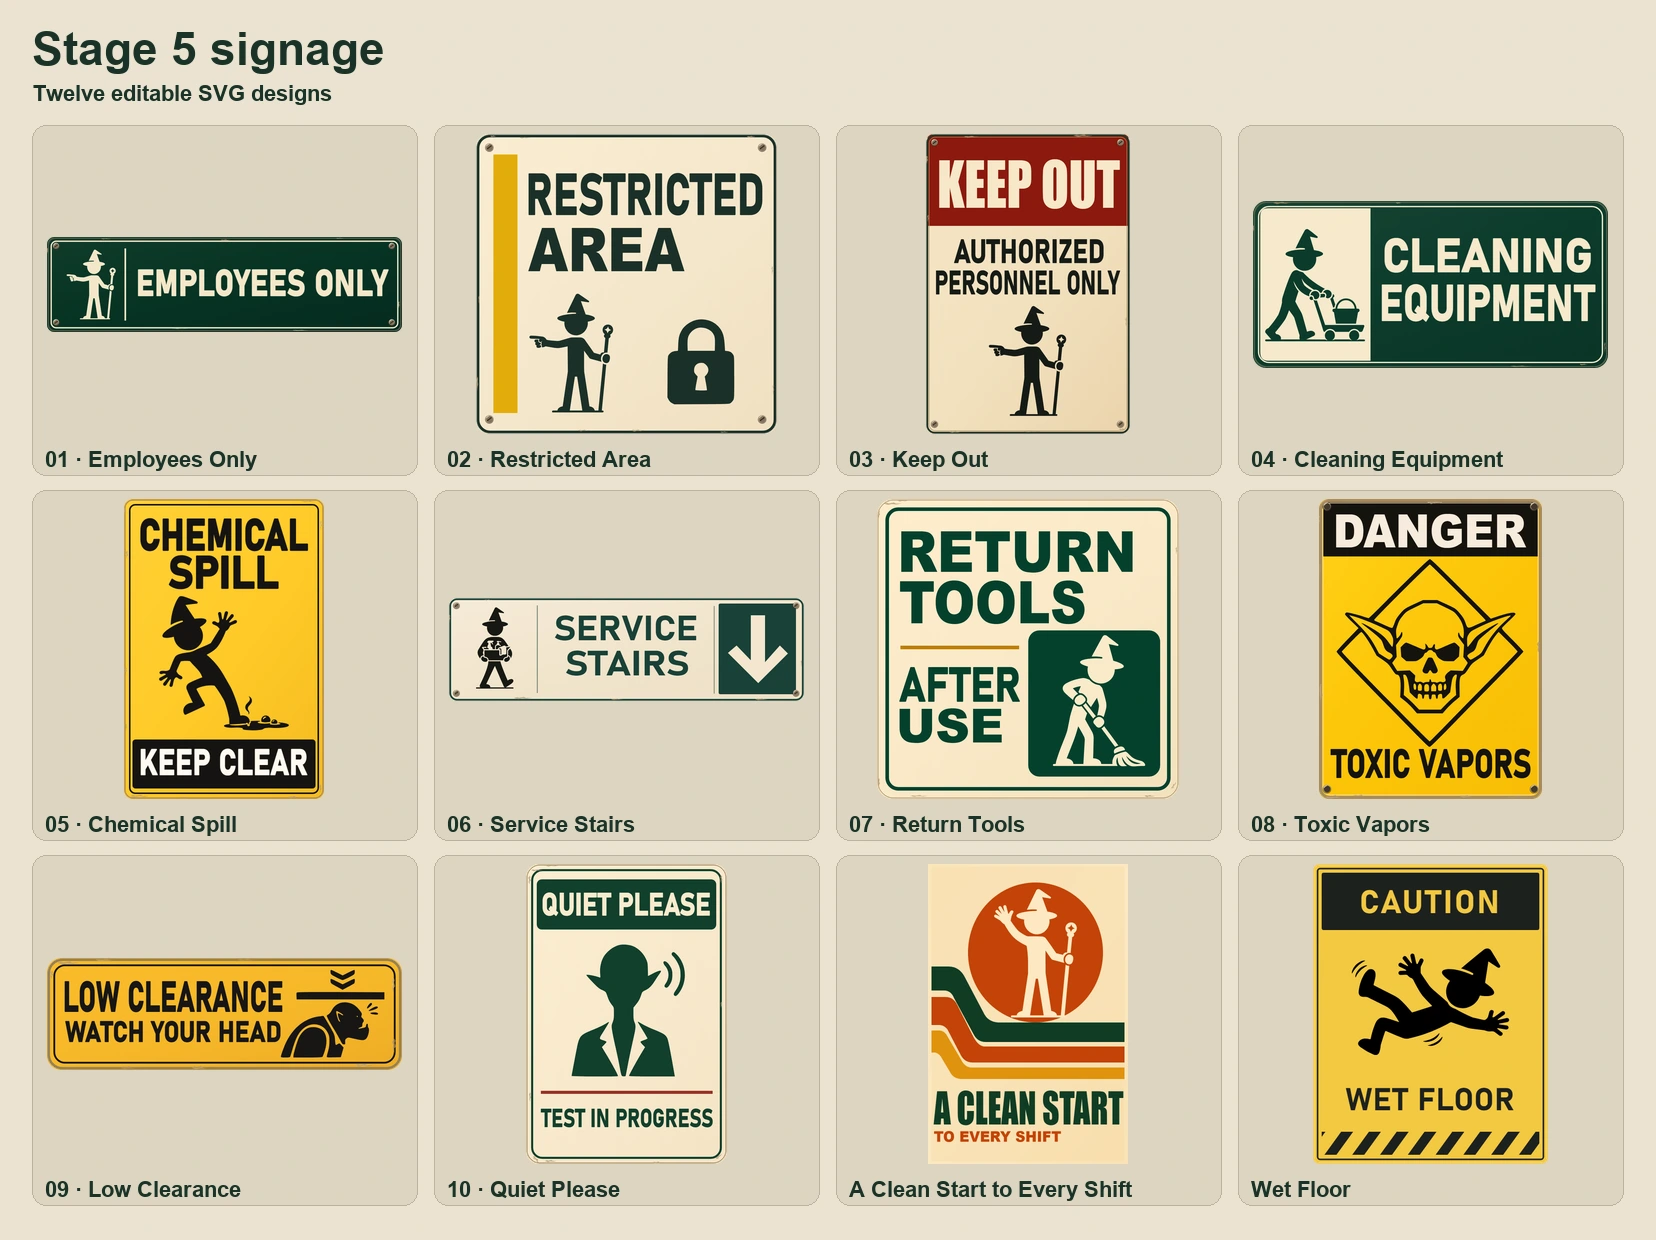 Stage 5 signage
Twelve editable SVG designs
EMPLOYEES ONLY
01 · Employees Only
RESTRICTED
AREA
02 · Restricted Area
KEEP OUT
AUTHORIZED
PERSONNEL ONLY
03 · Keep Out
CLEANING
EQUIPMENT
04 · Cleaning Equipment
CHEMICAL
SPILL
KEEP CLEAR
05 · Chemical Spill
SERVICE
STAIRS
06 · Service Stairs
RETURN
TOOLS
AFTER
USE
07 · Return Tools
DANGER
TOXIC VAPORS
08 · Toxic Vapors
LOW CLEARANCE
WATCH YOUR HEAD
09 · Low Clearance
QUIET PLEASE
TEST IN PROGRESS
10 · Quiet Please
A CLEAN START
TO EVERY SHIFT
A Clean Start to Every Shift
CAUTION
WET FLOOR
Wet Floor